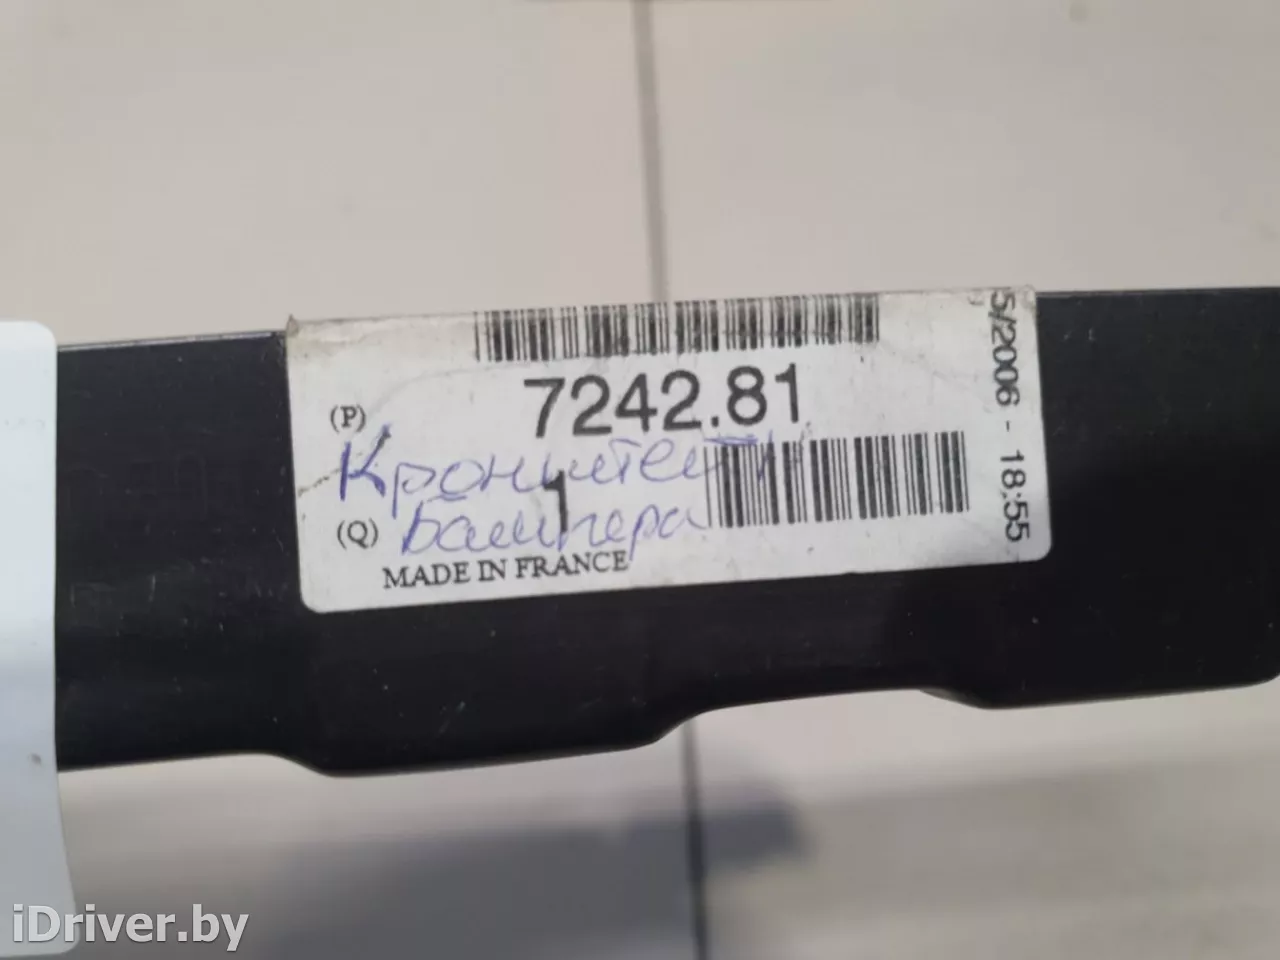 (P) 7242.81
Кронштейн
(Q) 1
бампера
MADE IN FRANCE
5/2006 - 18:55
iDriver.by